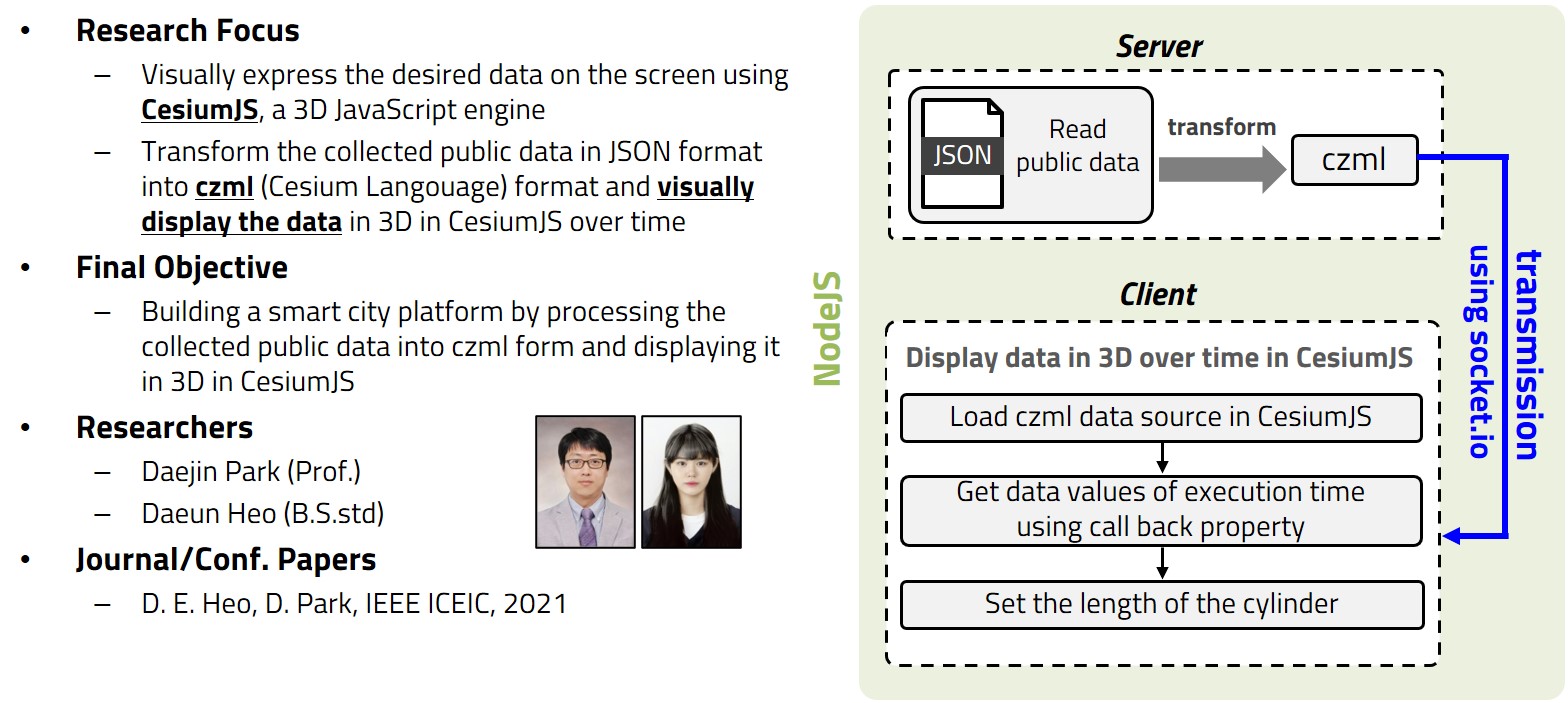 • Research Focus
– Visually express the desired data on the screen using
CesiumJS, a 3D JavaScript engine
– Transform the collected public data in JSON format
into czml (Cesium Langouage) format and visually
display the data in 3D in CesiumJS over time
• Final Objective
– Building a smart city platform by processing the
collected public data into czml form and displaying it
in 3D in CesiumJS
• Researchers
– Daejin Park (Prof.)
– Daeun Heo (B.S.std)
• Journal/Conf. Papers
– D. E. Heo, D. Park, IEEE ICEIC, 2021
NodeJS
Server
JSON
Read
public data
transform
czml
transmission
using socket.io
Client
Display data in 3D over time in CesiumJS
Load czml data source in CesiumJS
Get data values of execution time
using call back property
Set the length of the cylinder